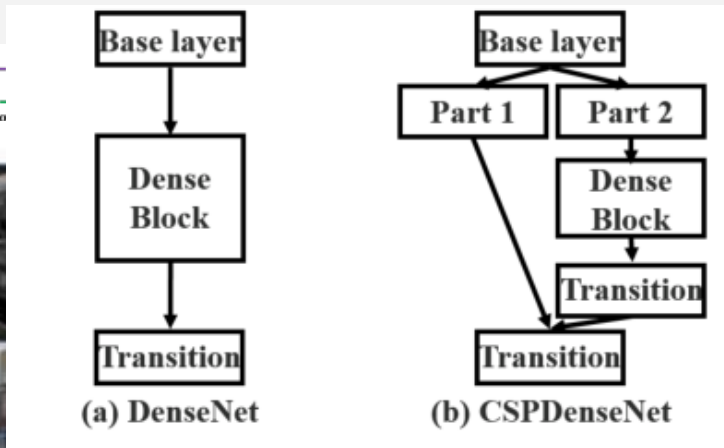 Base layer
Dense
Block
Transition
(a) DenseNet
Base layer
Part 1
Part 2
Dense
Block
Transition
Transition
(b) CSPDenseNet